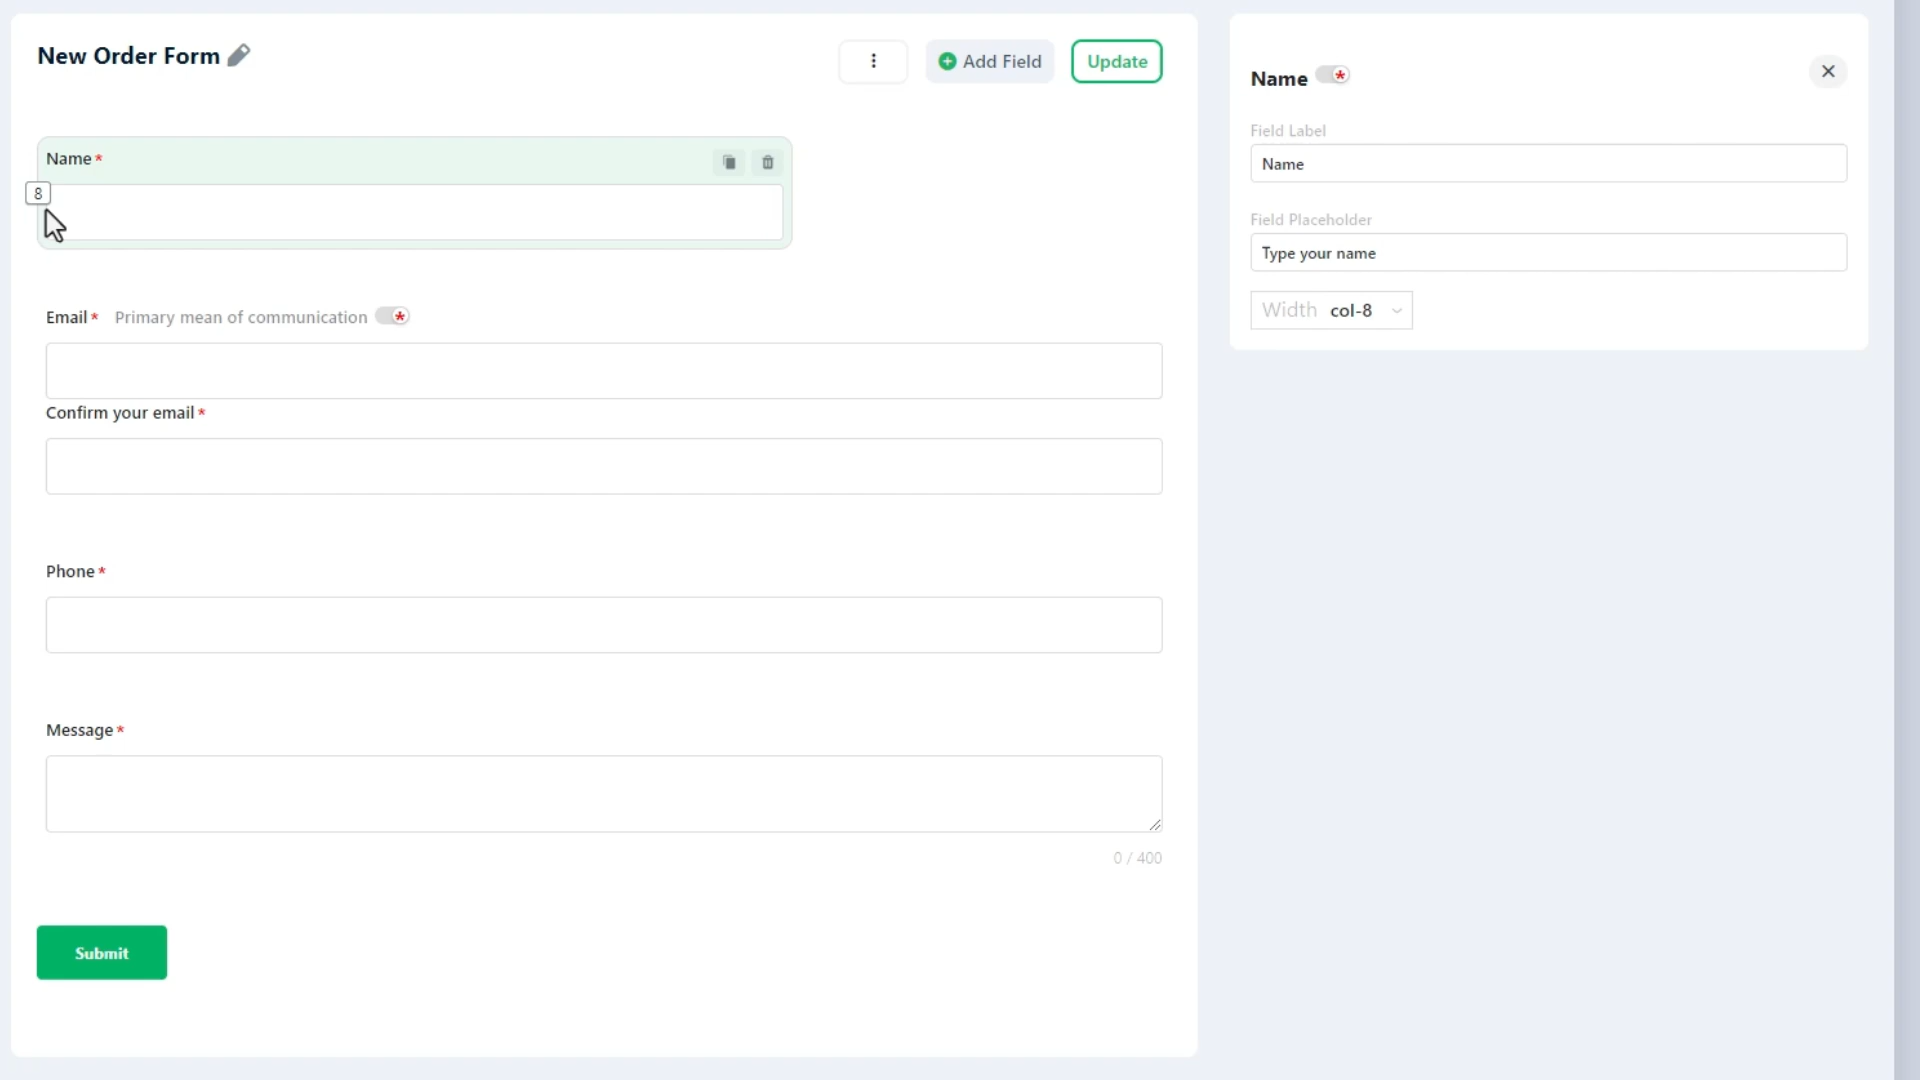 New Order Form
Add Field
Update
Name*
8
Email* Primary mean of communication *
Confirm your email*
Phone*
Message*
0 / 400
Submit
Name *
Field Label
Name
Field Placeholder
Type your name
Width col-8